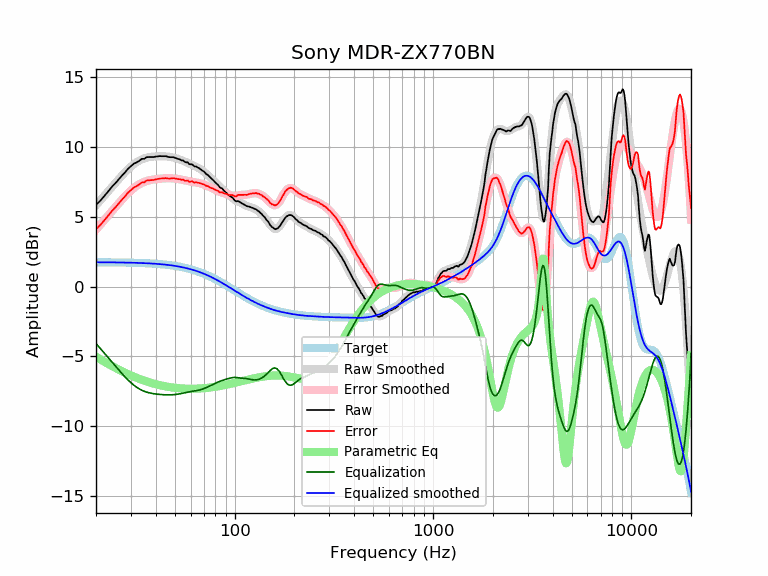 Sony MDR-ZX770BN
15
10
5
0
−5
−10
−15
Amplitude (dBr)
Target
Raw Smoothed
Error Smoothed
Raw
Error
Parametric Eq
Equalization
Equalized smoothed
100
1000
10000
Frequency (Hz)